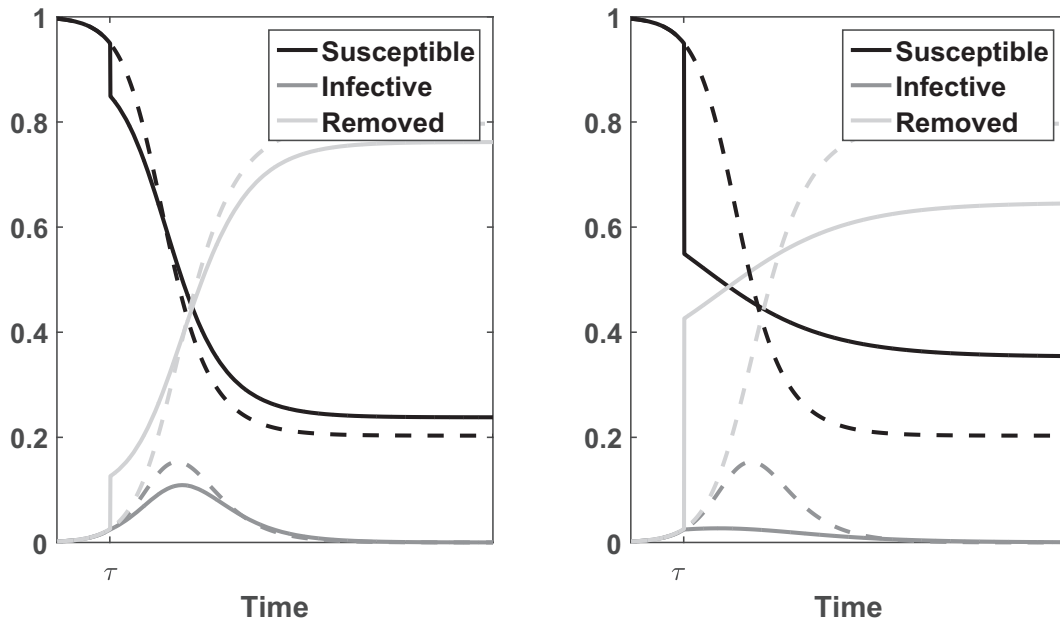 1
0.8
0.6
0.4
0.2
0
τ
Time
Susceptible
Infective
Removed
1
0.8
0.6
0.4
0.2
0
τ
Time
Susceptible
Infective
Removed